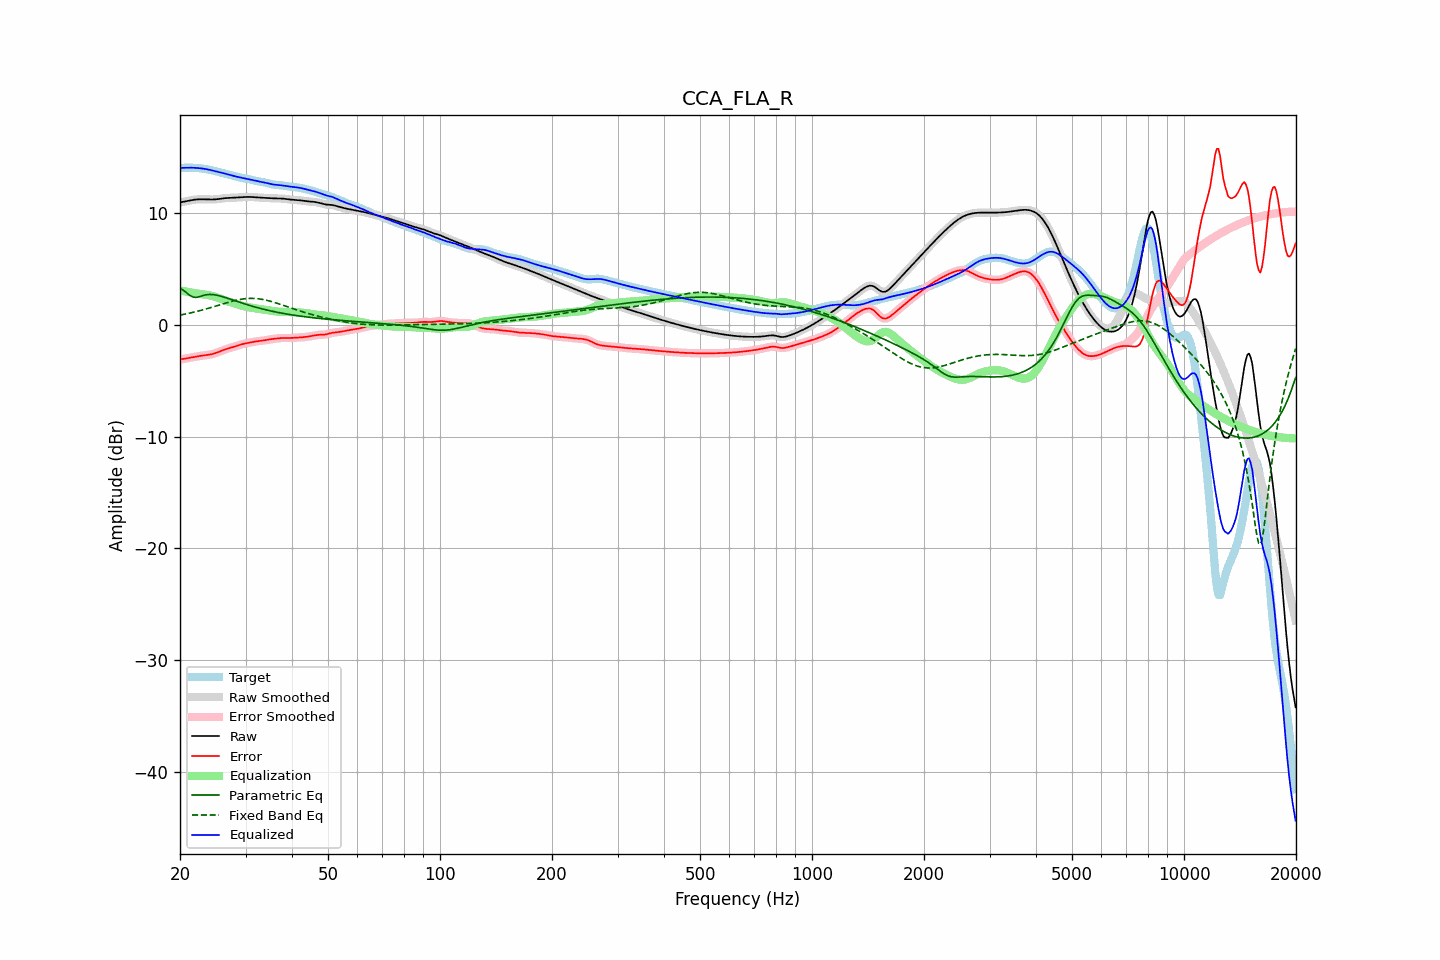 CCA_FLA_R
Amplitude (dBr)
10
0
−10
−20
−30
−40
Target
Raw Smoothed
Error Smoothed
Raw
Error
Equalization
Parametric Eq
Fixed Band Eq
Equalized
20 50 100 200 500 1000 2000 5000 10000 20000
Frequency (Hz)